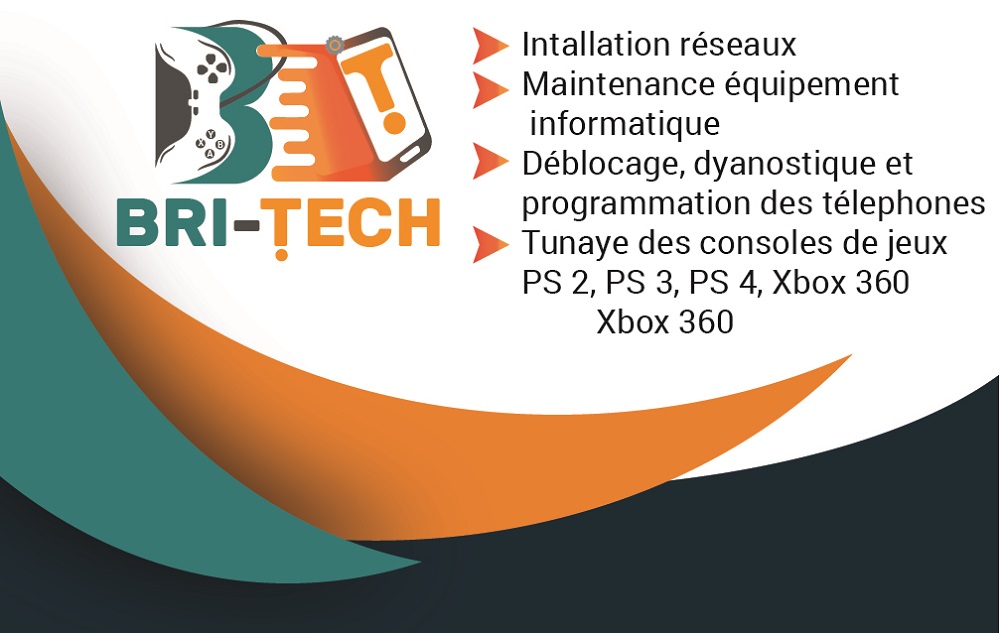 BRI-TECH
Intallation réseaux
Maintenance équipement
informatique
Déblocage, dyanostique et
programmation des télephones
Tunaye des consoles de jeux
PS 2, PS 3, PS 4, Xbox 360
Xbox 360